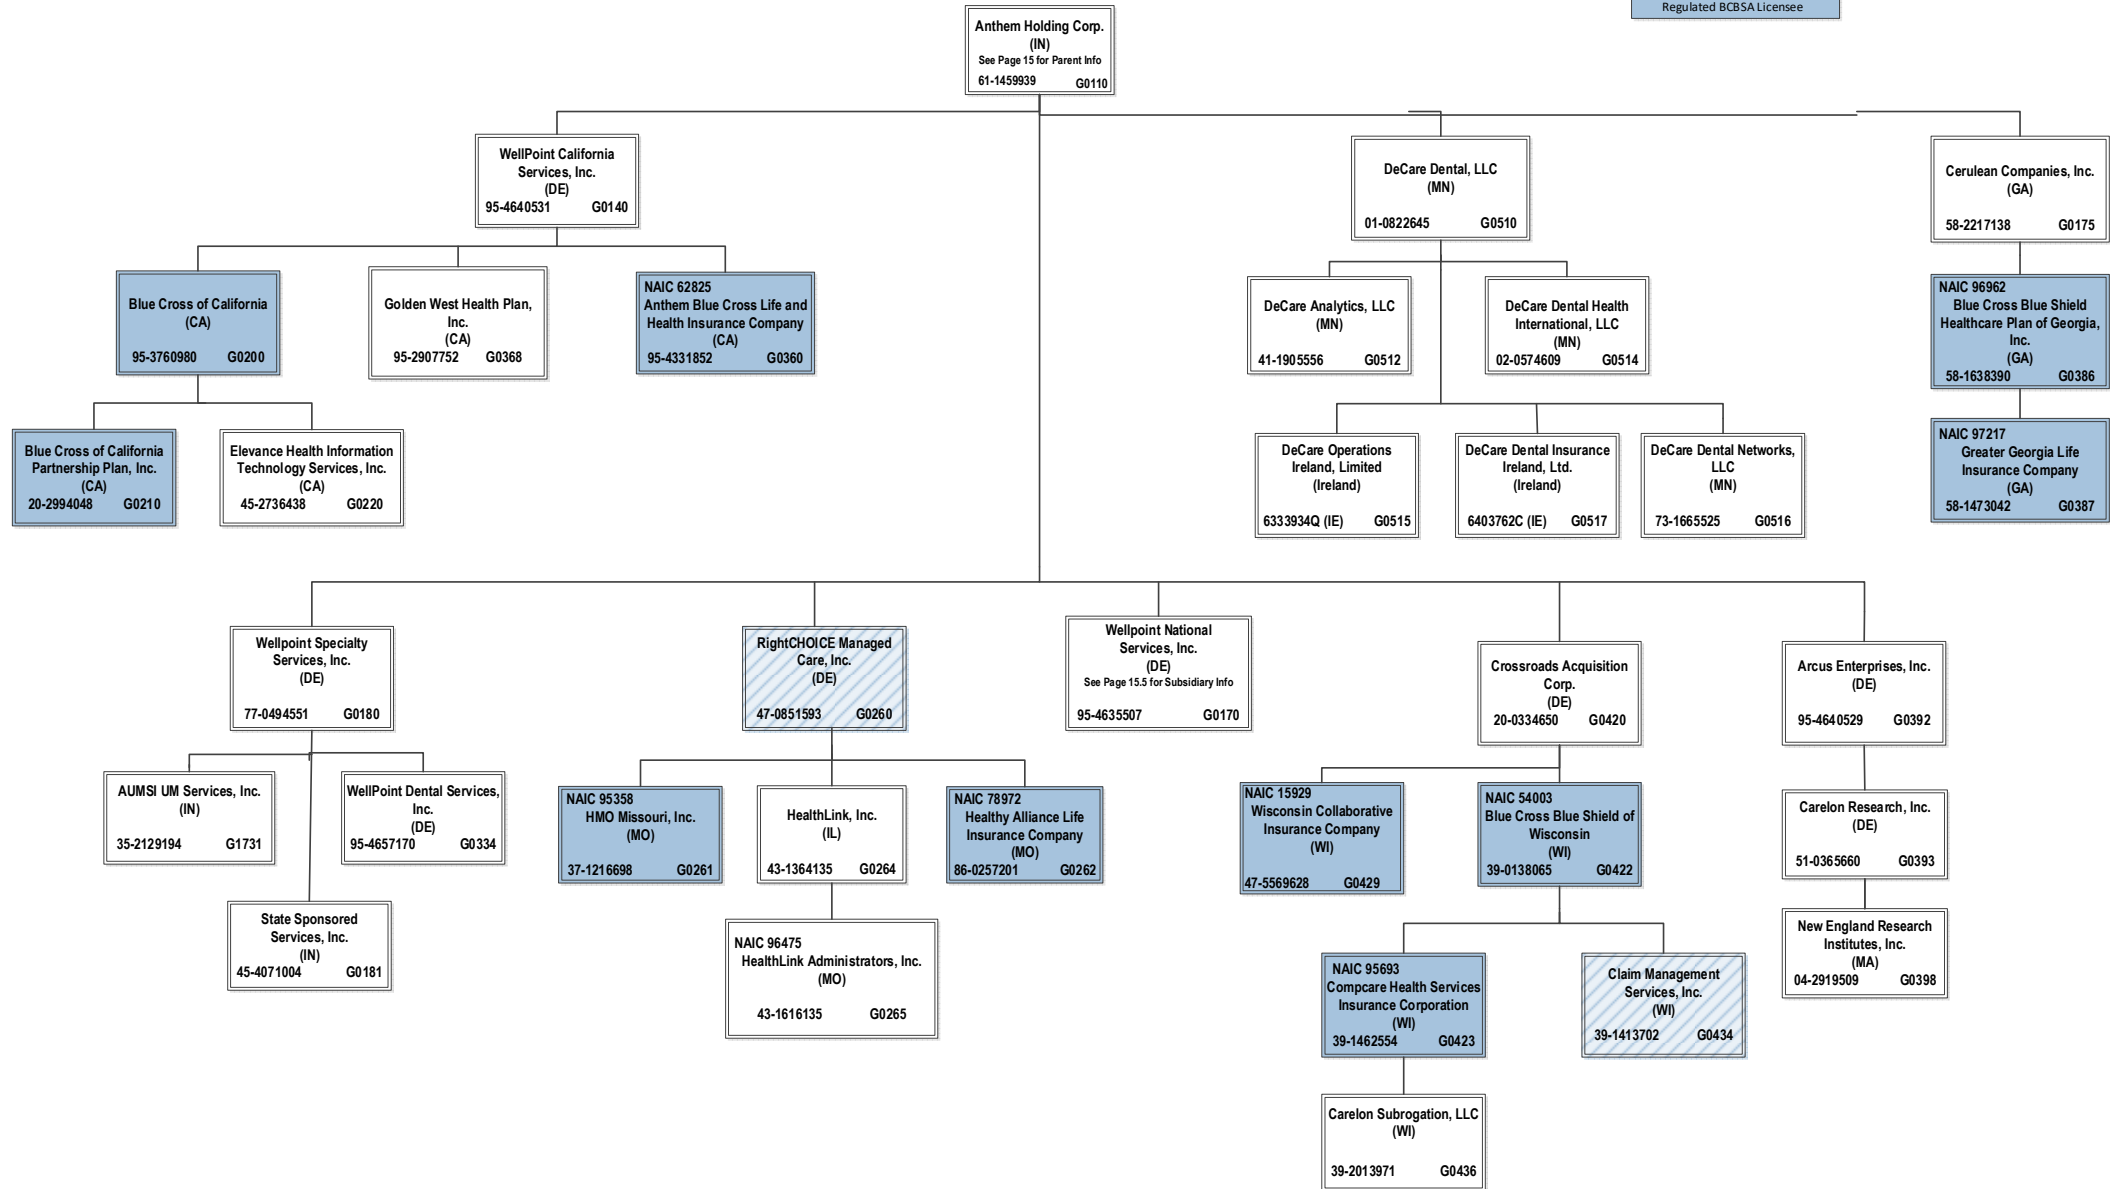 Regulated BCBSA Licensee
Anthem Holding Corp.
(IN)
See Page 15 for Parent Info
61-1459939 G0110
WellPoint California
Services, Inc.
(DE)
95-4640531 G0140
DeCare Dental, LLC
(MN)
01-0822645 G0510
Cerulean Companies, Inc.
(GA)
58-2217138 G0175
Blue Cross of California
(CA)
95-3760980 G0200
Golden West Health Plan,
Inc.
(CA)
95-2907752 G0368
NAIC 62825
Anthem Blue Cross Life and
Health Insurance Company
(CA)
95-4331852 G0360
DeCare Analytics, LLC
(MN)
41-1905556 G0512
DeCare Dental Health
International, LLC
(MN)
02-0574609 G0514
NAIC 96962
Blue Cross Blue Shield
Healthcare Plan of Georgia,
Inc.
(GA)
58-1638390 G0386
Blue Cross of California
Partnership Plan, Inc.
(CA)
20-2994048 G0210
Elevance Health Information
Technology Services, Inc.
(CA)
45-2736438 G0220
DeCare Operations
Ireland, Limited
(Ireland)
6333934Q (IE) G0515
DeCare Dental Insurance
Ireland, Ltd.
(Ireland)
6403762C (IE) G0517
DeCare Dental Networks,
LLC
(MN)
73-1665525 G0516
NAIC 97217
Greater Georgia Life
Insurance Company
(GA)
58-1473042 G0387
Wellpoint Specialty
Services, Inc.
(DE)
77-0494551 G0180
RightCHOICE Managed
Care, Inc.
(DE)
47-0851593 G0260
Wellpoint National
Services, Inc.
(DE)
See Page 15.5 for Subsidiary Info
95-4635507 G0170
Crossroads Acquisition
Corp.
(DE)
20-0334650 G0420
Arcus Enterprises, Inc.
(DE)
95-4640529 G0392
AUMSI UM Services, Inc.
(IN)
35-2129194 G1731
WellPoint Dental Services,
Inc.
(DE)
95-4657170 G0334
NAIC 95358
HMO Missouri, Inc.
(MO)
37-1216698 G0261
HealthLink, Inc.
(IL)
43-1364135 G0264
NAIC 78972
Healthy Alliance Life
Insurance Company
(MO)
86-0257201 G0262
NAIC 15929
Wisconsin Collaborative
Insurance Company
(WI)
47-5569628 G0429
NAIC 54003
Blue Cross Blue Shield of
Wisconsin
(WI)
39-0138065 G0422
Carelon Research, Inc.
(DE)
51-0365660 G0393
State Sponsored
Services, Inc.
(IN)
45-4071004 G0181
NAIC 96475
HealthLink Administrators, Inc.
(MO)
43-1616135 G0265
NAIC 95693
Compcare Health Services
Insurance Corporation
(WI)
39-1462554 G0423
Claim Management
Services, Inc.
(WI)
39-1413702 G0434
New England Research
Institutes, Inc.
(MA)
04-2919509 G0398
Carelon Subrogation, LLC
(WI)
39-2013971 G0436